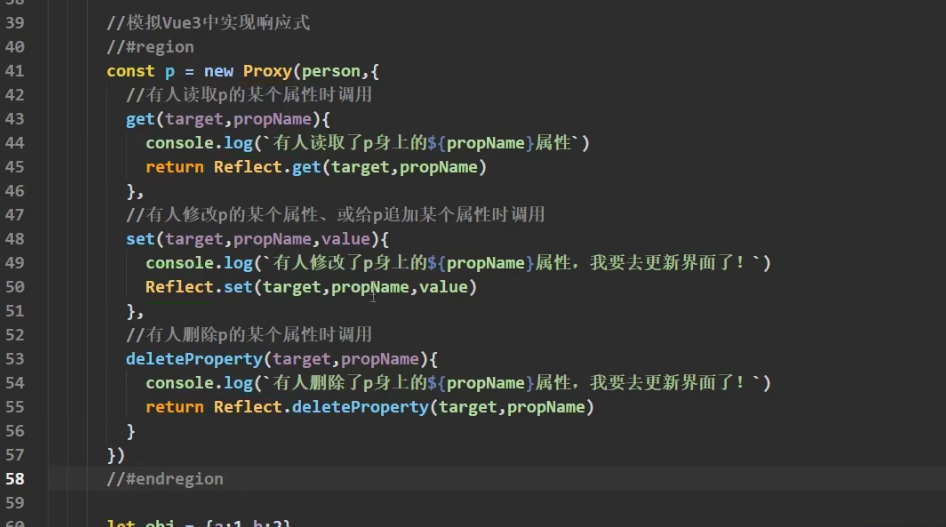 39 //模拟Vue3中实现响应式
40 //#region
41 const p = new Proxy(person,{
42 //有人读取p的某个属性时调用
43 get(target,propName){
44 console.log(`有人读取了p身上的${propName}属性`)
45 return Reflect.get(target,propName)
46 },
47 //有人修改p的某个属性、或给p追加某个属性时调用
48 set(target,propName,value){
49 console.log(`有人修改了p身上的${propName}属性，我要去更新界面了！`)
50 Reflect.set(target,propName,value)
51 },
52 //有人删除p的某个属性时调用
53 deleteProperty(target,propName){
54 console.log(`有人删除了p身上的${propName}属性，我要去更新界面了！`)
55 return Reflect.deleteProperty(target,propName)
56 }
57 })
58 //#endregion
59
60 let obj = {a:1,b:2}